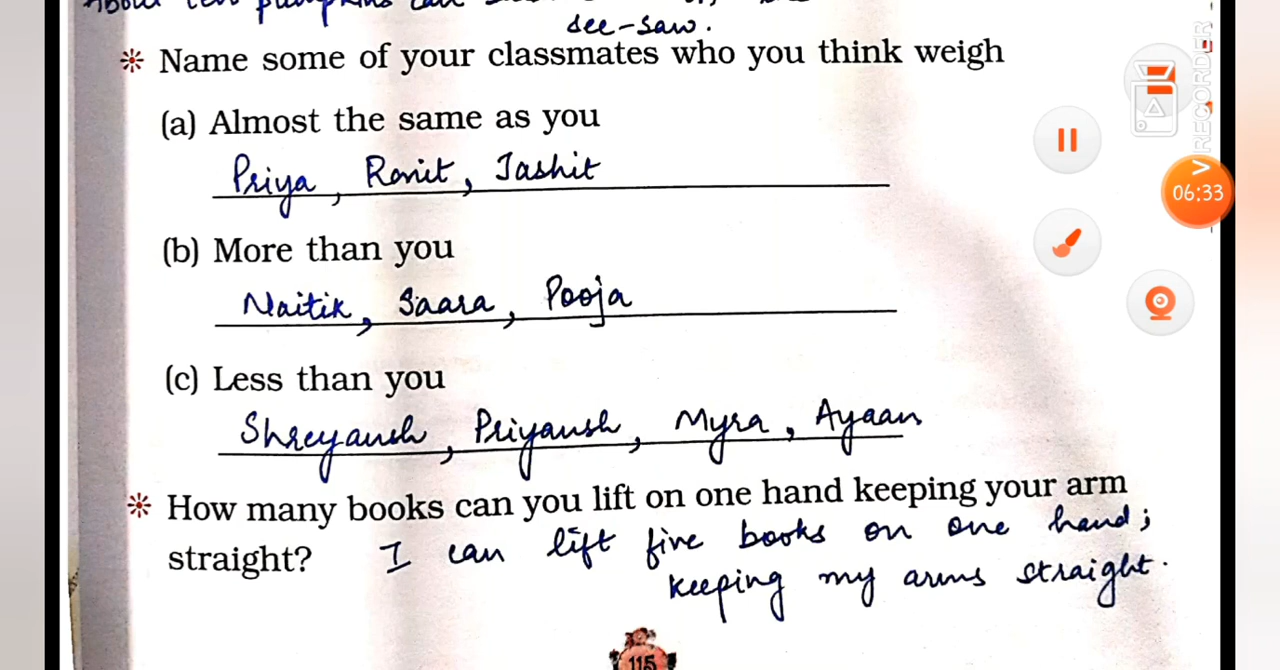 see-saw.
Name some of your classmates who you think weigh
(a) Almost the same as you
Priya, Ronit, Jashit
(b) More than you
Naitik, Saara, Pooja
(c) Less than you
Shreyansh, Priyansh, Myra, Ayaan
How many books can you lift on one hand keeping your arm
straight? I can lift five books on one hand;
keeping my arms straight.
115
RECORDER
06:33